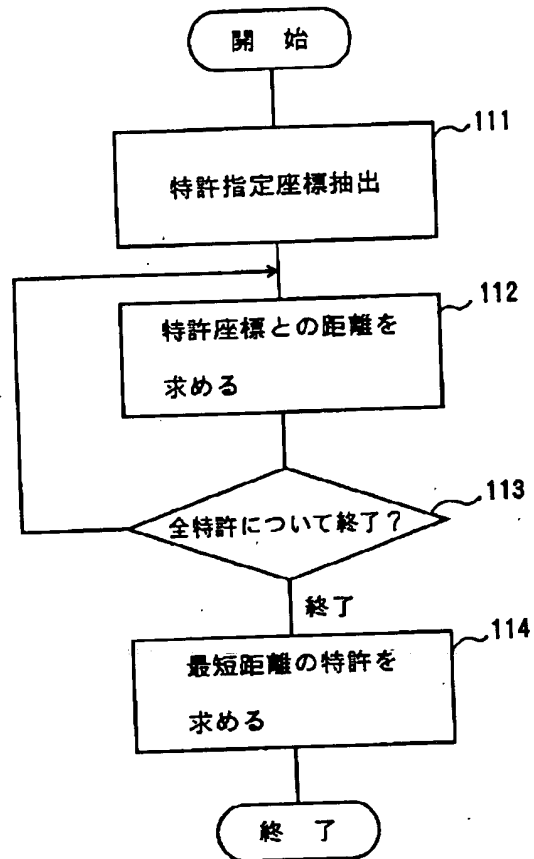 開 始
111
特許指定座標抽出
112
特許座標との距離を
求める
113
全特許について終了？
終了
114
最短距離の特許を
求める
終 了